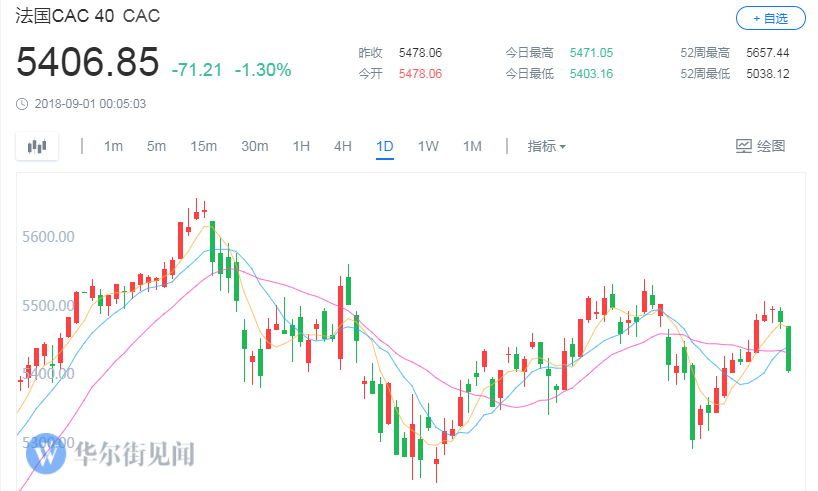 法国CAC 40 CAC
+ 自选
5406.85 -71.21 -1.30%
昨收 5478.06 今日最高 5471.05 52周最高 5657.44
今开 5478.06 今日最低 5403.16 52周最低 5038.12
2018-09-01 00:05:03
1m 5m 15m 30m 1H 4H 1D 1W 1M 指标 绘图
5600.00
5500.00
5400.00
5300.00
W 华尔街见闻